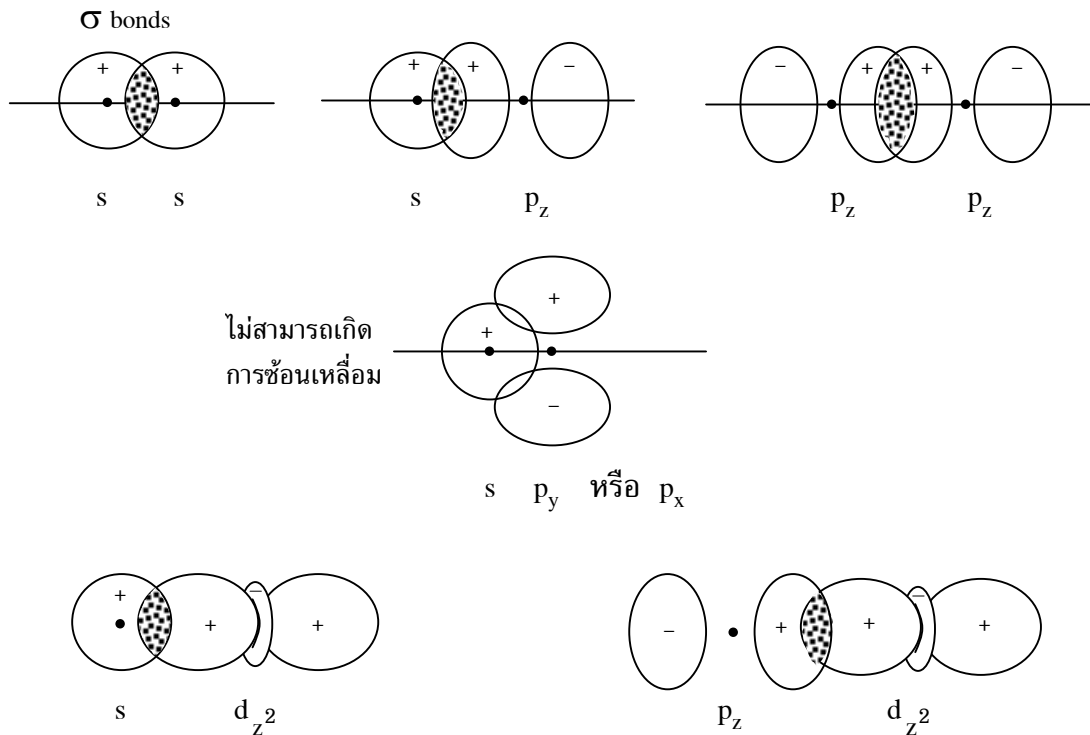 σ bonds
+ + + + − − + + −
s s s p_z p_z p_z
+
ไม่สามารถเกิด +
การซ้อนเหลื่อม
−
s p_y หรือ p_x
+ − + + − + + − +
s d_z² p_z d_z²